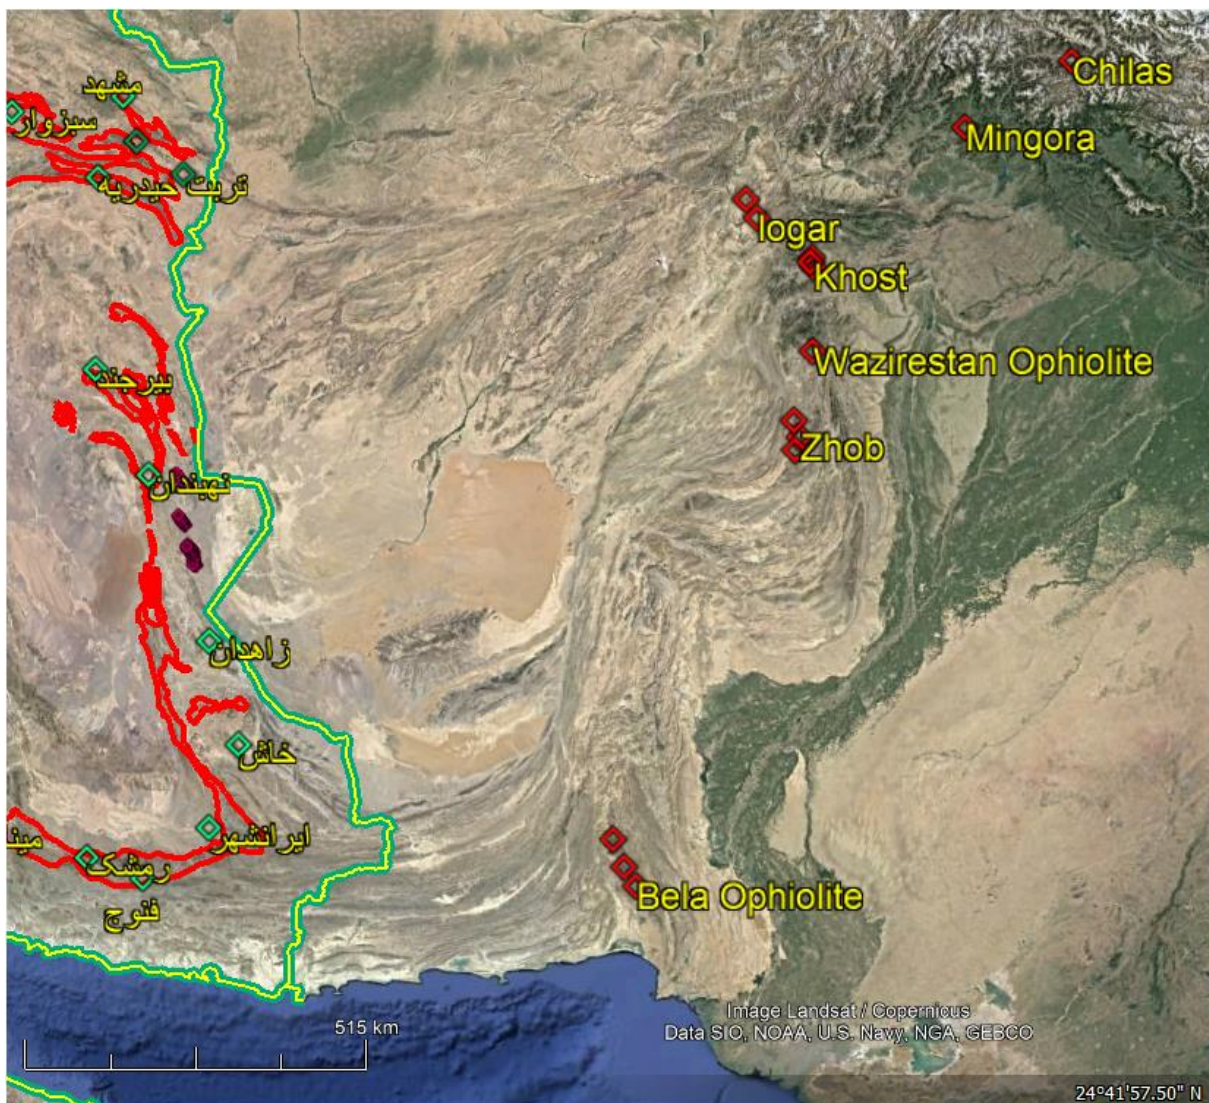 Chilas
مشهد
سبزوار
Mingora
تربت حیدریه
logar
Khost
Wazirestan Ophiolite
بیرجند
Zhob
نهبندان
زاهدان
خاش
ایرانشهر
مینا
رمشک
Bela Ophiolite
فنوج
Image Landsat / Copernicus
Data SIO, NOAA, U.S. Navy, NGA, GEBCO
515 km
24°41'57.50" N